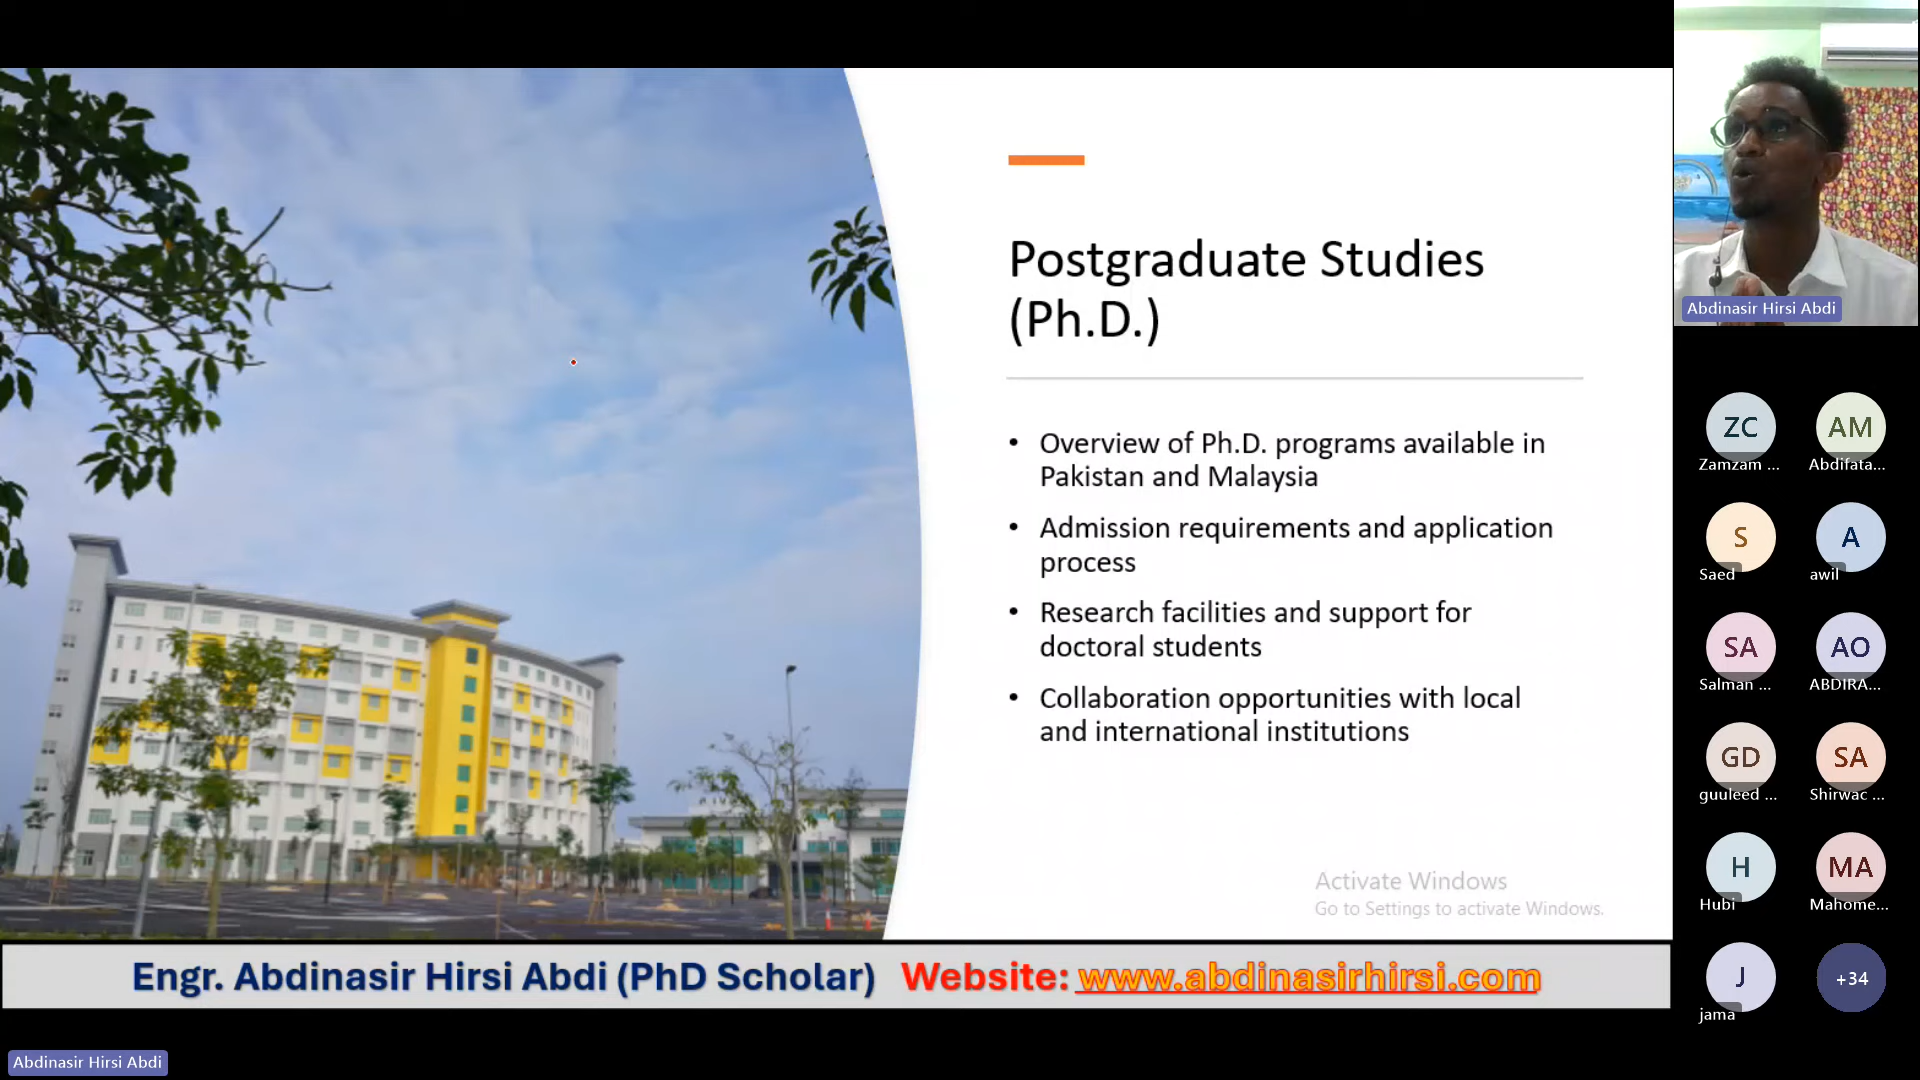 Postgraduate Studies
(Ph.D.)
• Overview of Ph.D. programs available in
Pakistan and Malaysia
• Admission requirements and application
process
• Research facilities and support for
doctoral students
• Collaboration opportunities with local
and international institutions
Activate Windows
Go to Settings to activate Windows.
Engr. Abdinasir Hirsi Abdi (PhD Scholar) Website: www.abdinasirhirsi.com
Abdinasir Hirsi Abdi
Abdinasir Hirsi Abdi
ZC AM
Zamzam ... Abdifata...
S A
Saed awil
SA AO
Salman ... ABDIRA...
GD SA
guuleed ... Shirwac ...
H MA
Hubi Mahome...
J +34
jama